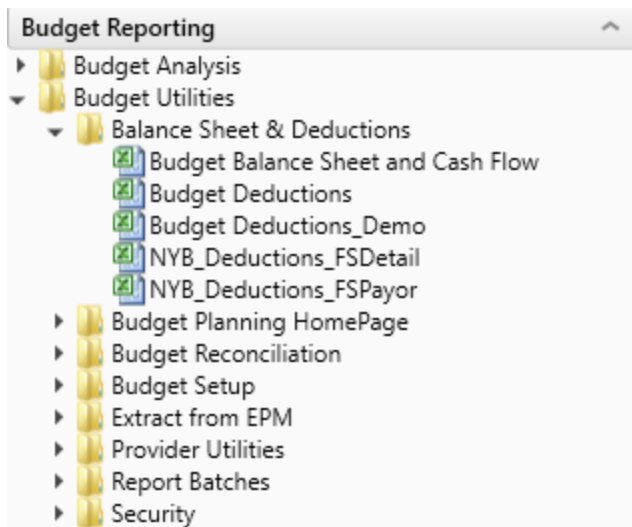 Budget Reporting
Budget Analysis
Budget Utilities
Balance Sheet & Deductions
Budget Balance Sheet and Cash Flow
Budget Deductions
Budget Deductions_Demo
NYB_Deductions_FSDetail
NYB_Deductions_FSPayor
Budget Planning HomePage
Budget Reconciliation
Budget Setup
Extract from EPM
Provider Utilities
Report Batches
Security